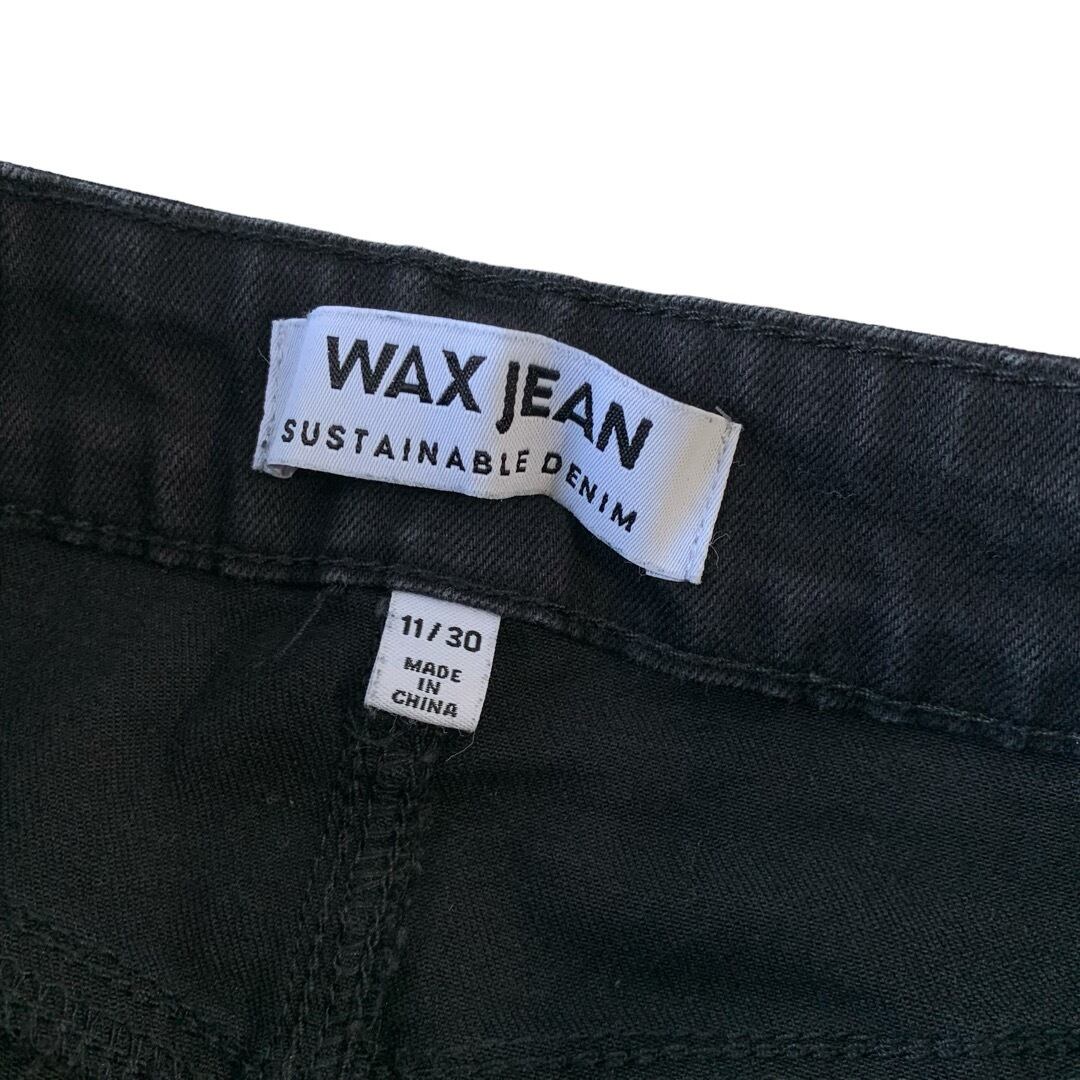 WAX JEAN
SUSTAINABLE DENIM
11/30
MADE
IN
CHINA